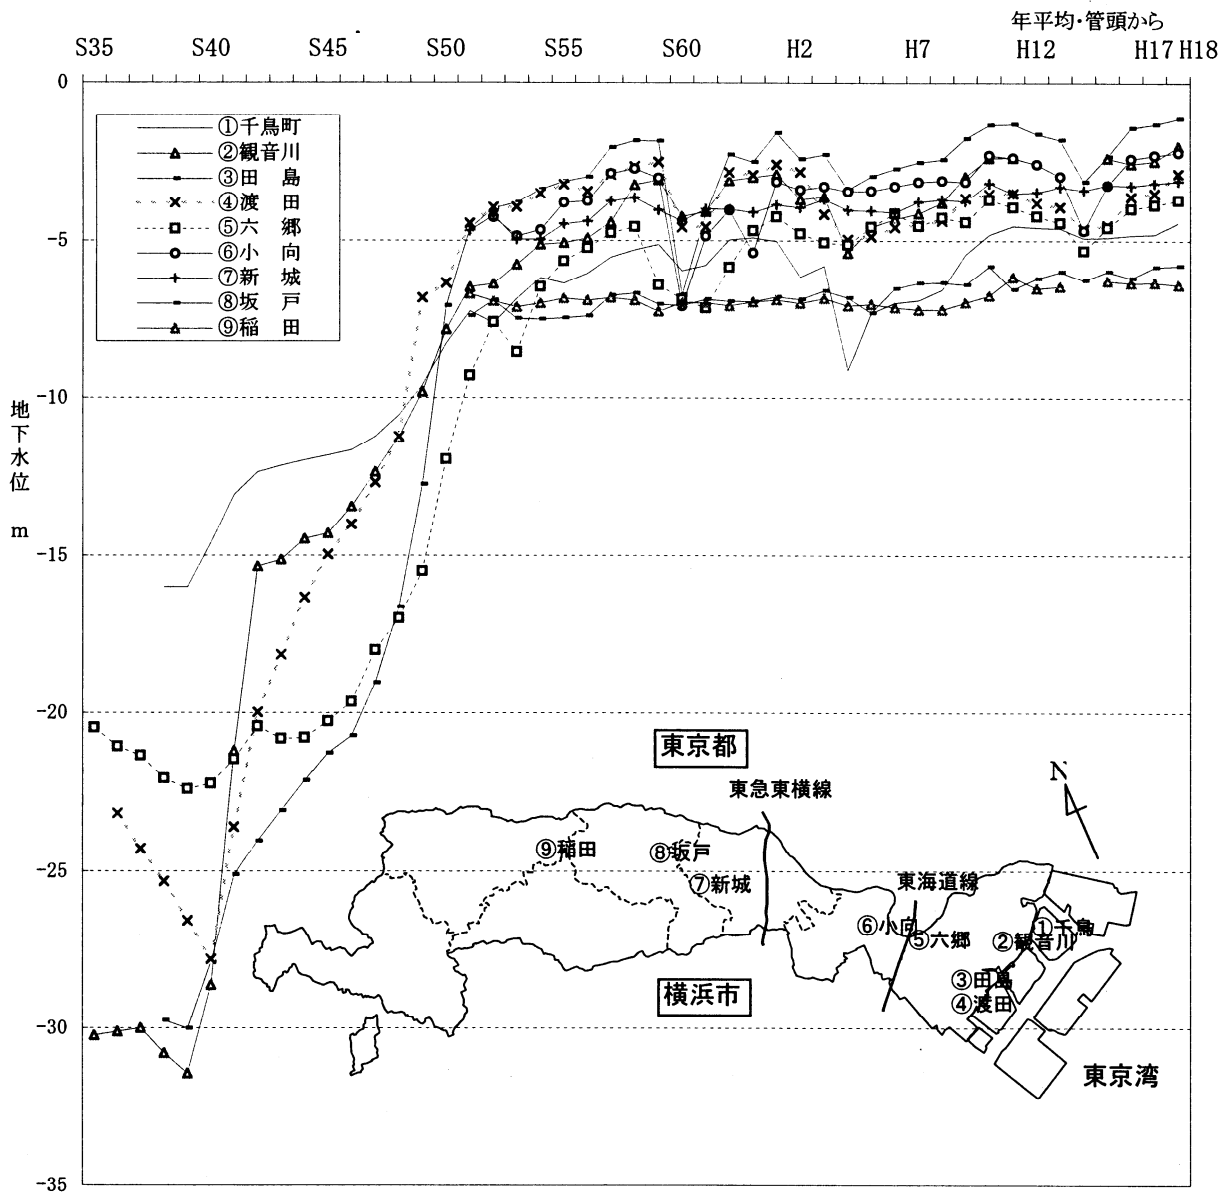 年平均・管頭から
S35 S40 S45 S50 S55 S60 H2 H7 H12 H17 H18
0
①千鳥町
②観音川
③田 島
④渡 田
⑤六 郷
⑥小 向
⑦新 城
⑧坂 戸
⑨稲 田
-5
-10
地下水位 m
-15
-20
東京都
N
東急東横線
⑨稲田
⑧坂戸
⑦新城
-25
東海道線
⑥小向
⑤六郷
①千鳥
②観音川
③田島
④渡田
横浜市
-30
東京湾
-35